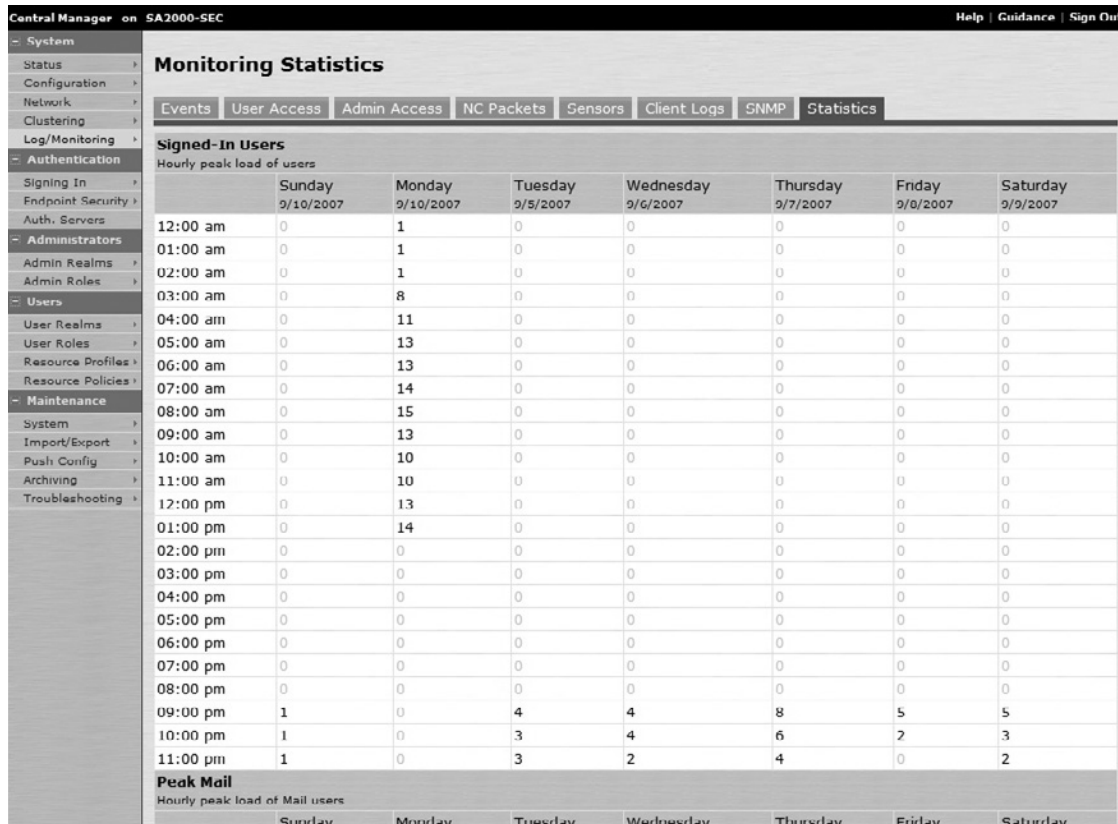 Central Manager on SA2000-SEC
Help | Guidance | Sign Ou
System
Status
Configuration
Network
Clustering
Log/Monitoring
Authentication
Signing In
Endpoint Security
Auth. Servers
Administrators
Admin Realms
Admin Roles
Users
User Realms
User Roles
Resource Profiles
Resource Policies
Maintenance
System
Import/Export
Push Config
Archiving
Troubleshooting
Monitoring Statistics
Events User Access Admin Access NC Packets Sensors Client Logs SNMP Statistics
Signed-In Users
Hourly peak load of users
Sunday Monday Tuesday Wednesday Thursday Friday Saturday
9/10/2007 9/10/2007 9/5/2007 9/6/2007 9/7/2007 9/8/2007 9/9/2007
12:00 am 0 1 0 0 0 0 0
01:00 am 0 1 0 0 0 0 0
02:00 am 0 1 0 0 0 0 0
03:00 am 0 8 0 0 0 0 0
04:00 am 0 11 0 0 0 0 0
05:00 am 0 13 0 0 0 0 0
06:00 am 0 13 0 0 0 0 0
07:00 am 0 14 0 0 0 0 0
08:00 am 0 15 0 0 0 0 0
09:00 am 0 13 0 0 0 0 0
10:00 am 0 10 0 0 0 0 0
11:00 am 0 10 0 0 0 0 0
12:00 pm 0 13 0 0 0 0 0
01:00 pm 0 14 0 0 0 0 0
02:00 pm 0 0 0 0 0 0 0
03:00 pm 0 0 0 0 0 0 0
04:00 pm 0 0 0 0 0 0 0
05:00 pm 0 0 0 0 0 0 0
06:00 pm 0 0 0 0 0 0 0
07:00 pm 0 0 0 0 0 0 0
08:00 pm 0 0 0 0 0 0 0
09:00 pm 1 0 4 4 8 5 5
10:00 pm 1 0 3 4 6 2 3
11:00 pm 1 0 3 2 4 0 2
Peak Mail
Hourly peak load of Mail users
Sunday Monday Tuesday Wednesday Thursday Friday Saturday